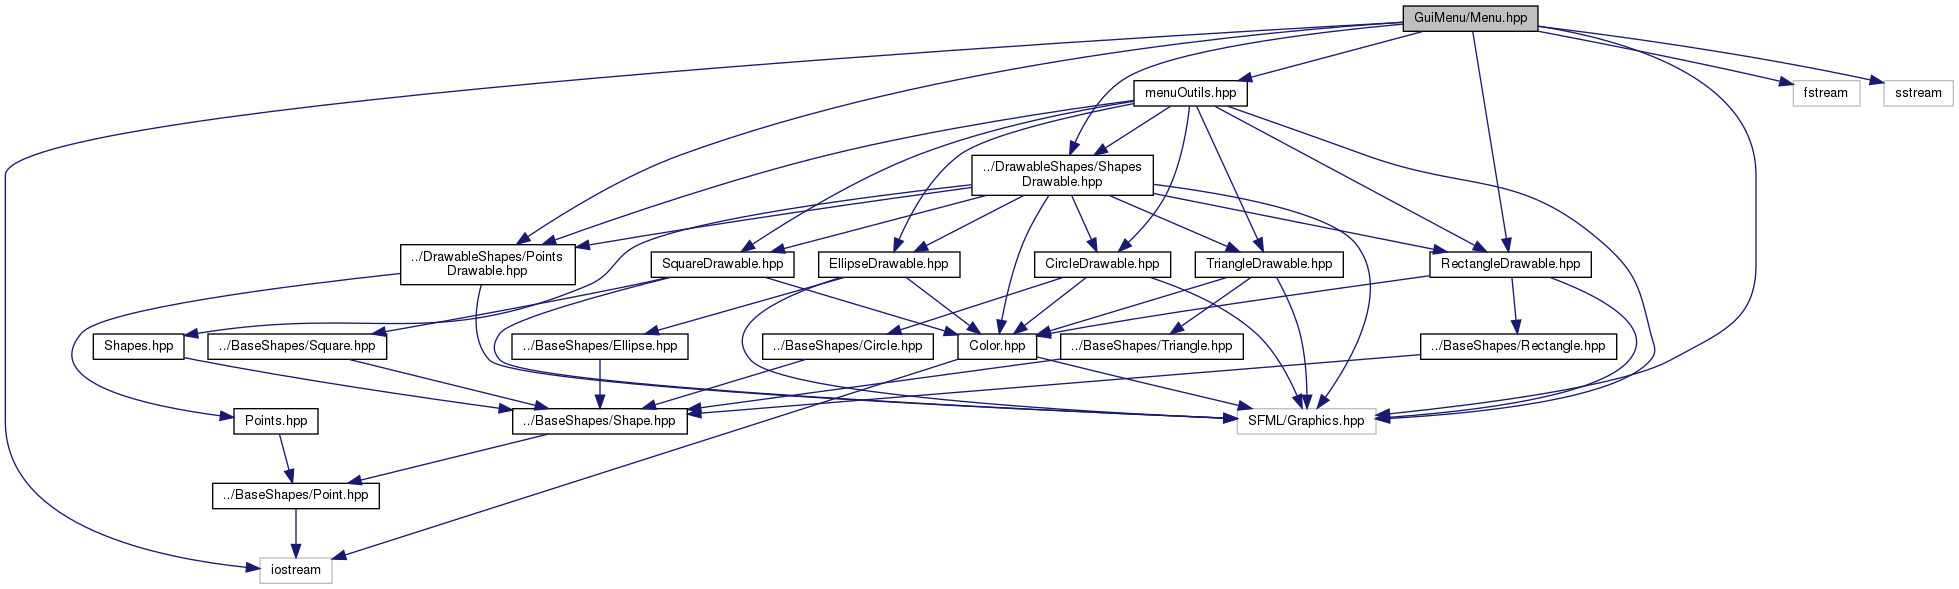 GuiMenu/Menu.hpp
menuOutils.hpp
fstream
sstream
../DrawableShapes/Shapes
Drawable.hpp
../DrawableShapes/Points
Drawable.hpp
SquareDrawable.hpp
EllipseDrawable.hpp
CircleDrawable.hpp
TriangleDrawable.hpp
RectangleDrawable.hpp
Shapes.hpp
../BaseShapes/Square.hpp
../BaseShapes/Ellipse.hpp
../BaseShapes/Circle.hpp
Color.hpp
../BaseShapes/Triangle.hpp
../BaseShapes/Rectangle.hpp
Points.hpp
../BaseShapes/Shape.hpp
SFML/Graphics.hpp
../BaseShapes/Point.hpp
iostream